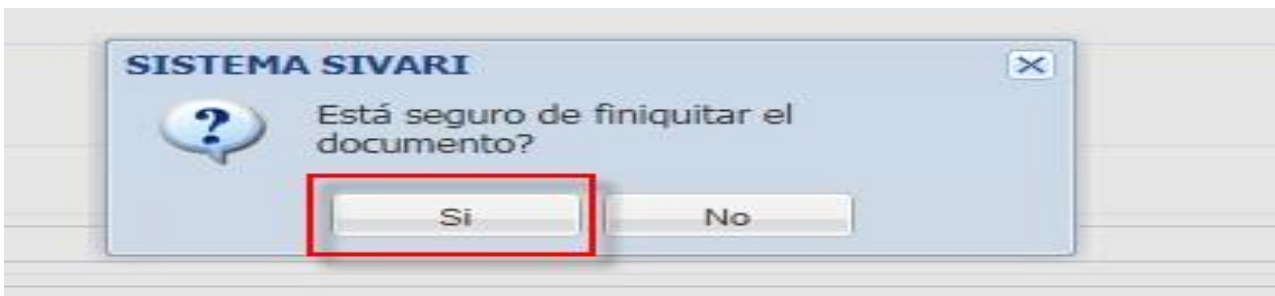 SISTEMA SIVARI
Está seguro de finiquitar el
documento?
Si No